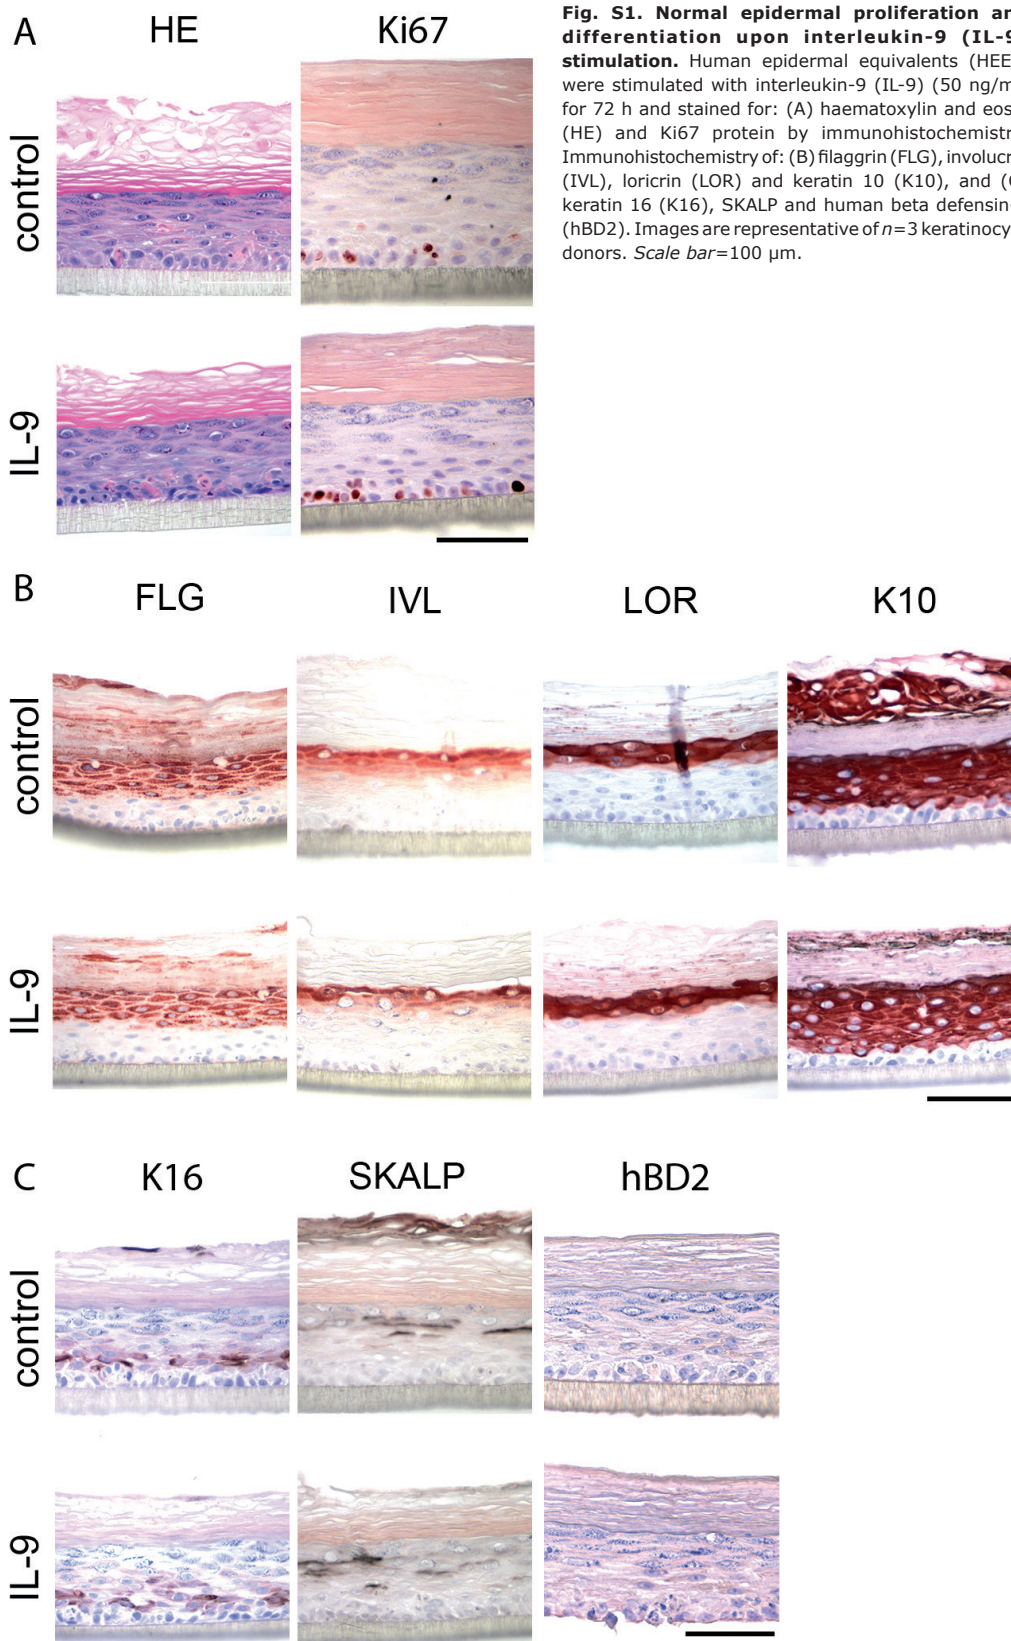 A
HE
Ki67
control
IL-9
Fig. S1. Normal epidermal proliferation an
differentiation upon interleukin-9 (IL-9
stimulation. Human epidermal equivalents (HEE
were stimulated with interleukin-9 (IL-9) (50 ng/m
for 72 h and stained for: (A) haematoxylin and eos
(HE) and Ki67 protein by immunohistochemistr
Immunohistochemistry of: (B) filaggrin (FLG), involucr
(IVL), loricrin (LOR) and keratin 10 (K10), and (
keratin 16 (K16), SKALP and human beta defensin-
(hBD2). Images are representative of n=3 keratinocy
donors. Scale bar=100 µm.
B
FLG
IVL
LOR
K10
control
IL-9
C
K16
SKALP
hBD2
control
IL-9